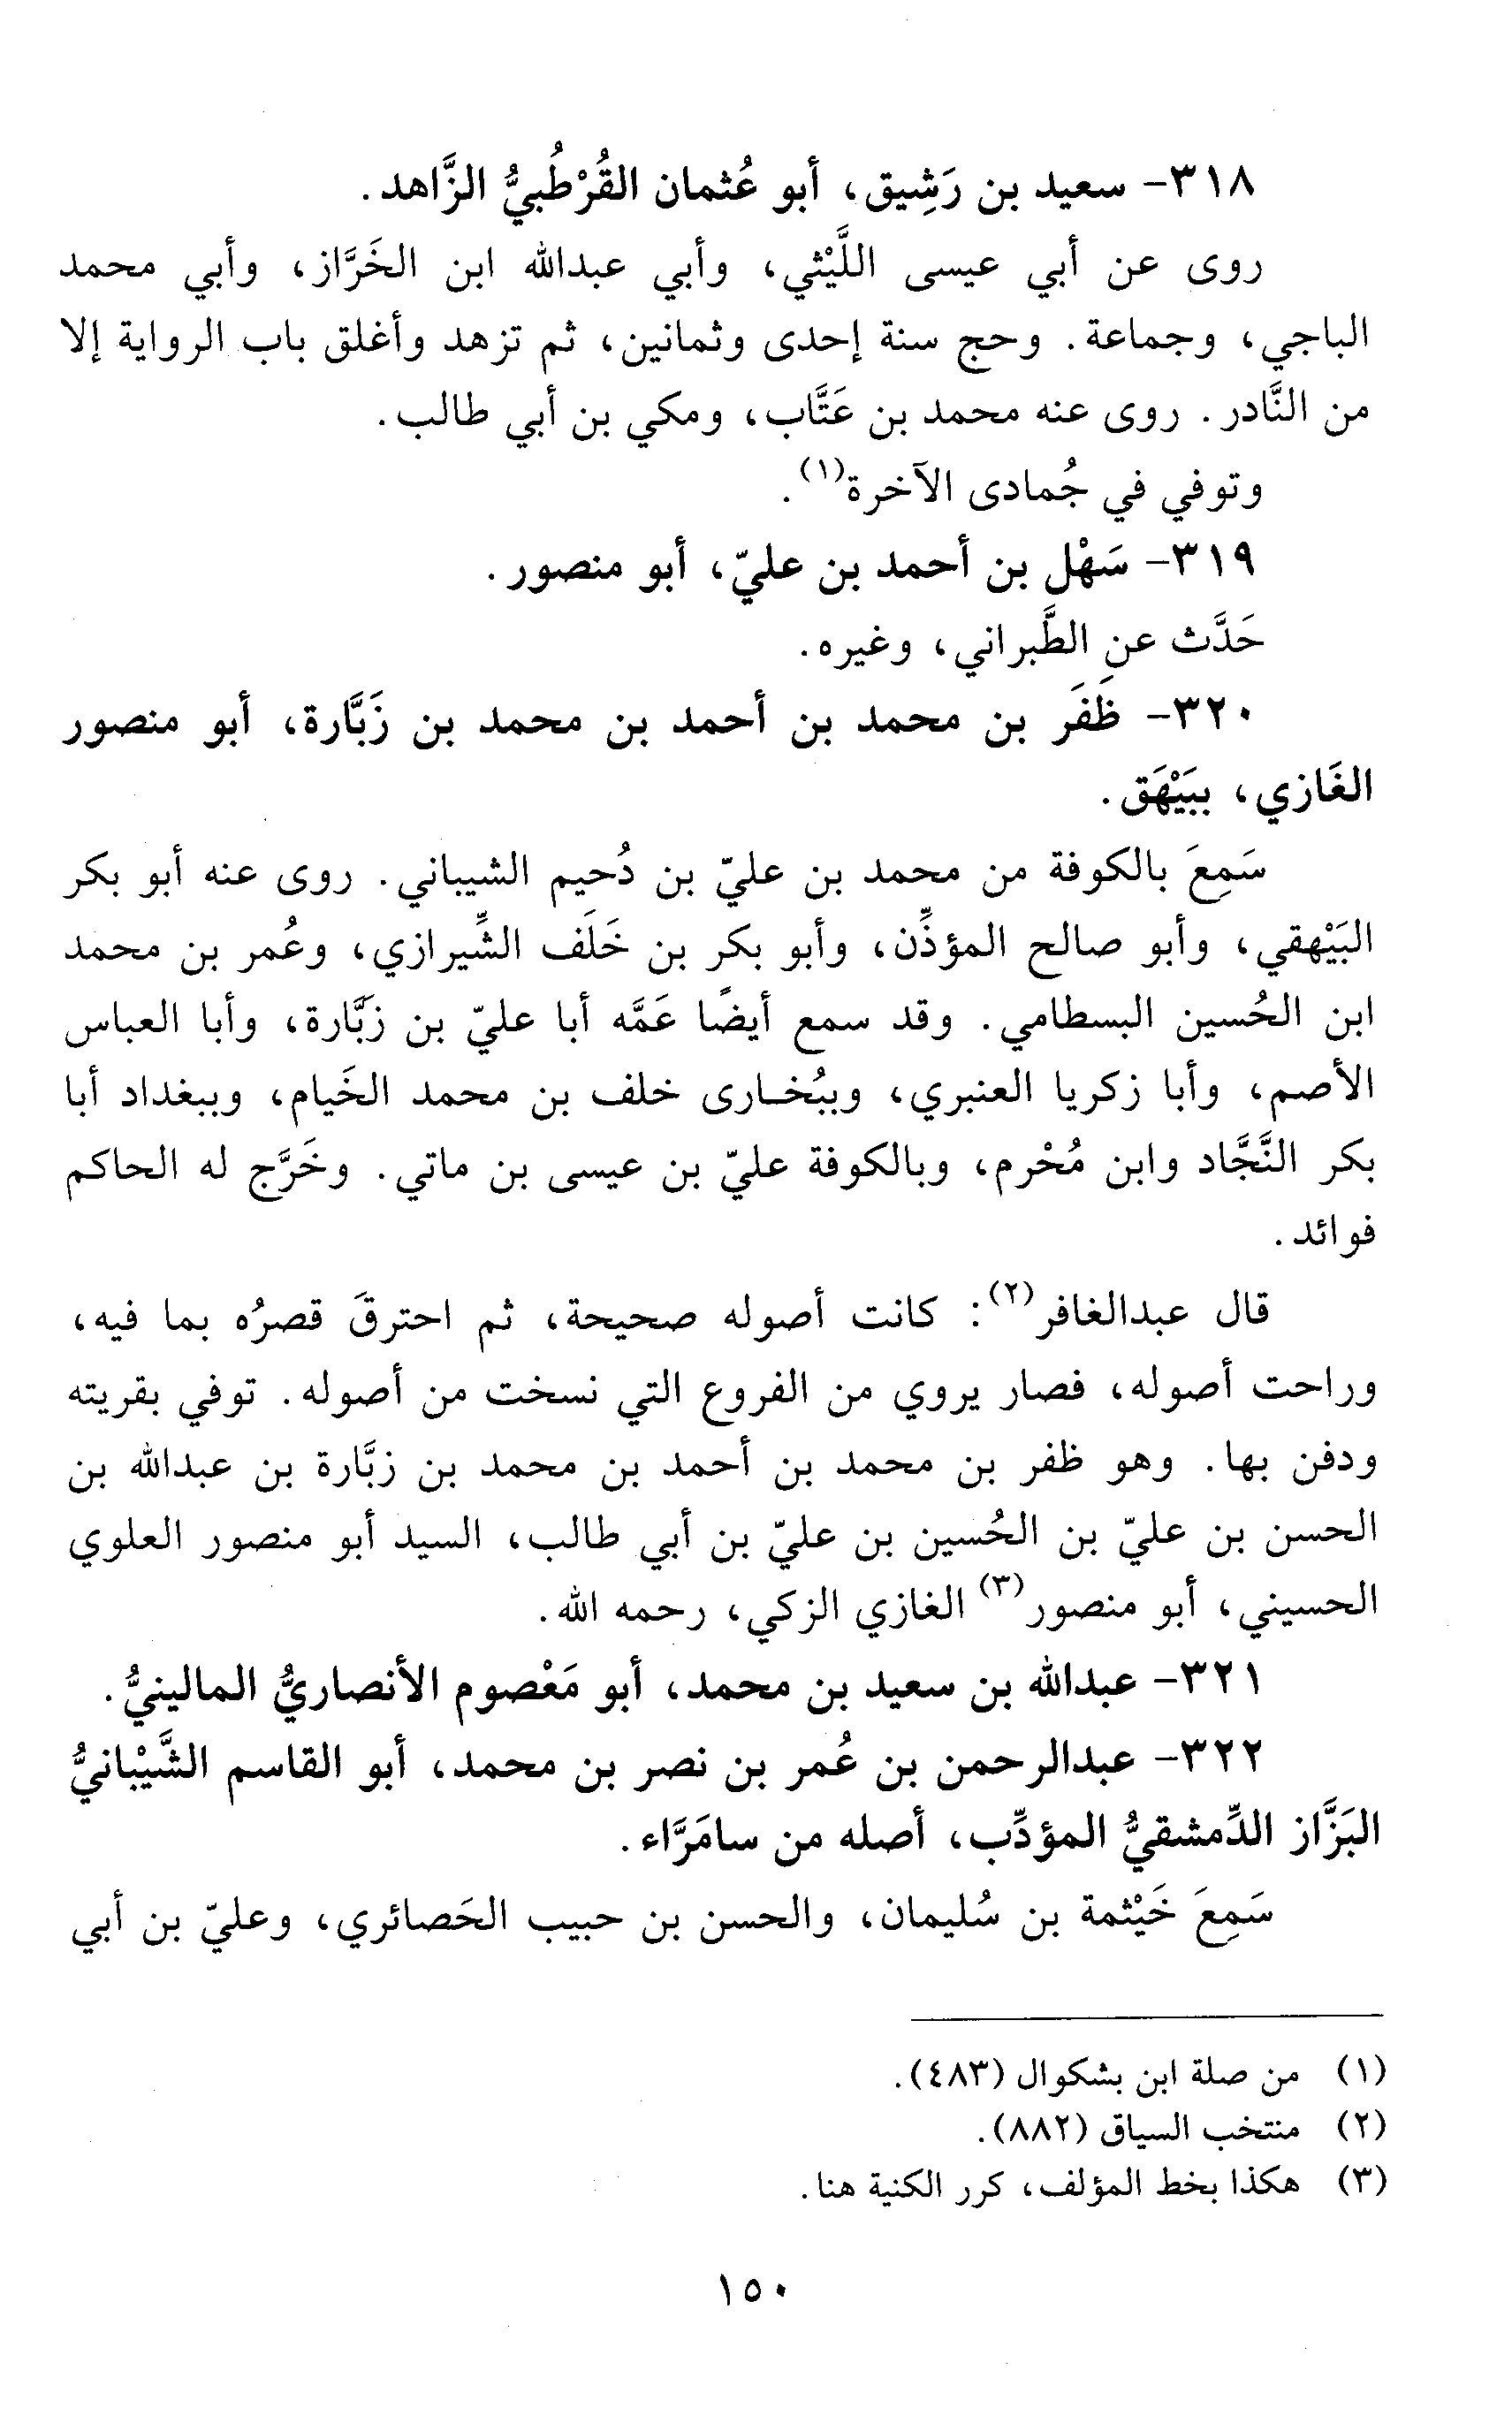 ٣١٨- سعيد بن رَشِيق، أبو عُثمان القُرْطُبيُّ الزَّاهد.
روى عن أبي عيسى اللَّيْثي، وأبي عبدالله ابن الخَرَّاز، وأبي محمد
الباجي، وجماعة. وحج سنة إحدى وثمانين، ثم تزهد وأغلق باب الرواية إلا
من النَّادر. روى عنه محمد بن عَتَّاب، ومكي بن أبي طالب.
وتوفي في جُمادى الآخرة(١).
٣١٩- سَهْل بن أحمد بن عليّ، أبو منصور.
حَدَّث عن الطَّبراني، وغيره.
٣٢٠- ظَفَر بن محمد بن أحمد بن محمد بن زَبَّارة، أبو منصور
الغَازي، ببَيْهَق.
سَمِعَ بالكوفة من محمد بن عليّ بن دُحيم الشيباني. روى عنه أبو بكر
البَيْهقي، وأبو صالح المؤذِّن، وأبو بكر بن خَلَف الشِّيرازي، وعُمر بن محمد
ابن الحُسين البسطامي. وقد سمع أيضًا عَمَّه أبا عليّ بن زَبَّارة، وأبا العباس
الأصم، وأبا زكريا العنبري، وببُخارى خلف بن محمد الخَيام، وببغداد أبا
بكر النَّجَّاد وابن مُحْرم، وبالكوفة عليّ بن عيسى بن ماتي. وخَرَّج له الحاكم
فوائد.
قال عبدالغافر(٢): كانت أصوله صحيحة، ثم احترقَ قصرُه بما فيه،
وراحت أصوله، فصار يروي من الفروع التي نسخت من أصوله. توفي بقريته
ودفن بها. وهو ظفر بن محمد بن أحمد بن محمد بن زبَّارة بن عبدالله بن
الحسن بن عليّ بن الحُسين بن عليّ بن أبي طالب، السيد أبو منصور العلوي
الحسيني، أبو منصور(٣) الغازي الزكي، رحمه الله.
٣٢١- عبدالله بن سعيد بن محمد، أبو مَعْصوم الأنصاريُّ المالينيُّ.
٣٢٢- عبدالرحمن بن عُمر بن نصر بن محمد، أبو القاسم الشَّيْبانيُّ
البَزَّاز الدِّمشقيُّ المؤدِّب، أصله من سامَرَّاء.
سَمِعَ خَيْثمة بن سُليمان، والحسن بن حبيب الحَصائري، وعليّ بن أبي
(١) من صلة ابن بشكوال (٤٨٣).
(٢) منتخب السياق (٨٨٢).
(٣) هكذا بخط المؤلف، كرر الكنية هنا.
١٥٠